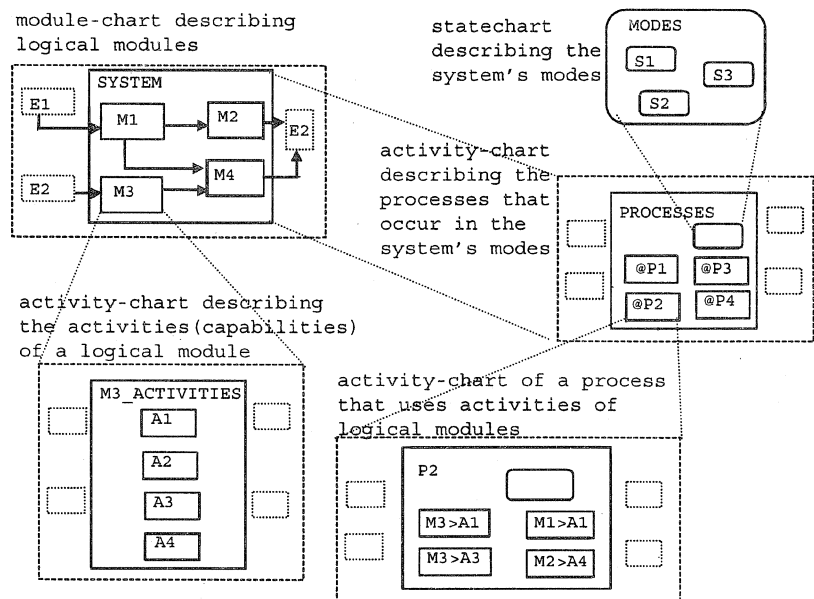 module-chart describing
logical modules
SYSTEM
E1
M1
M2
E2
E2
M3
M4
statechart
describing the
system's modes
MODES
S1
S3
S2
activity-chart
describing the
processes that
occur in the
system's modes
PROCESSES
@P1
@P3
@P2
@P4
activity-chart describing
the activities(capabilities)
of a logical module
M3_ACTIVITIES
A1
A2
A3
A4
activity-chart of a process
that uses activities of
logical modules
P2
M3>A1
M1>A1
M3>A3
M2>A4